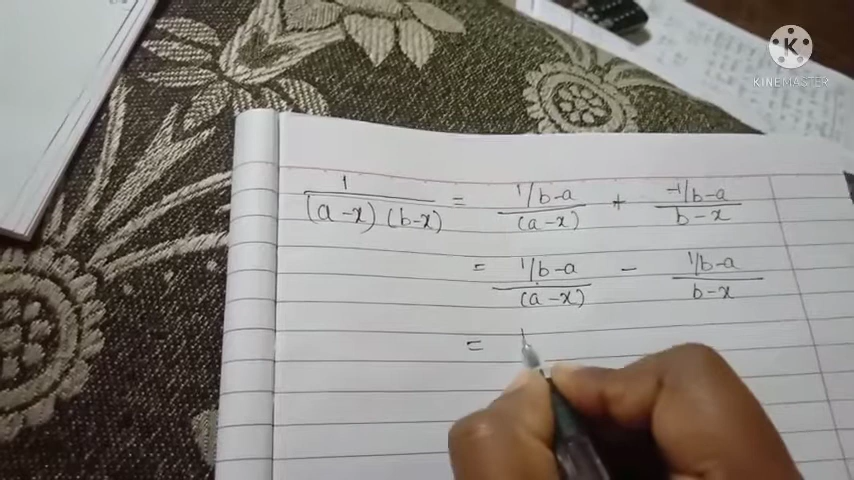 K
KINEMASTER
1/(a-x)(b-x) = (1/b-a)/(a-x) + (-1/b-a)/b-x
= (1/b-a)/(a-x) - (1/b-a)/b-x
=